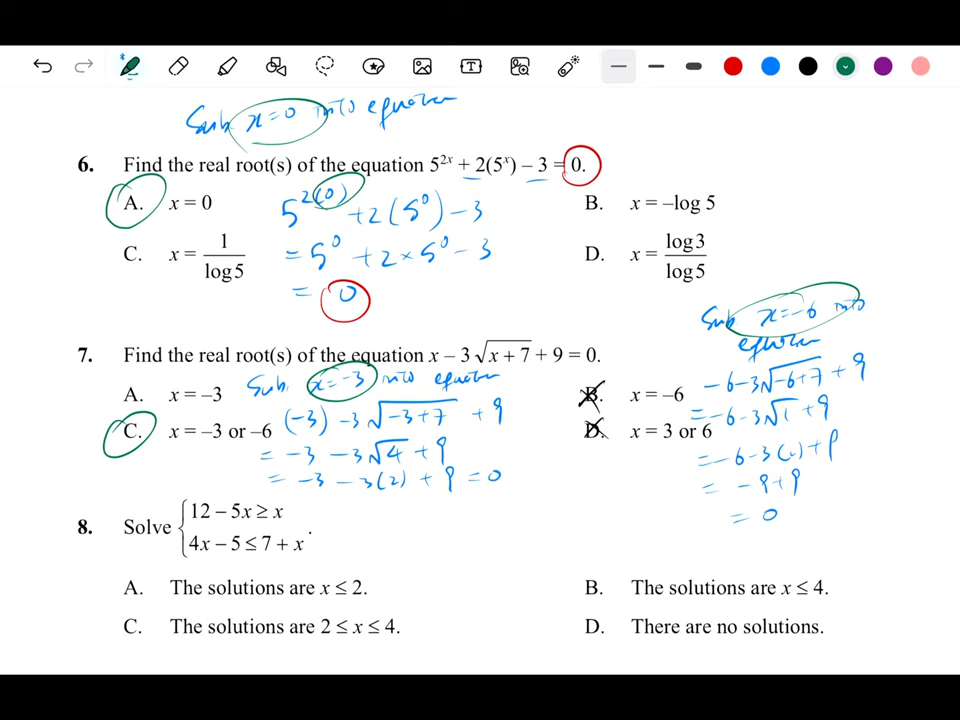 Sub x=0 into equation
6. Find the real root(s) of the equation 5^{2x} + 2(5^x) – 3 = 0.
A. x = 0
B. x = –log 5
5^{2(0)} + 2(5^0) - 3
C. x = 1/log5
D. x = log3/log5
= 5^0 + 2 × 5^0 - 3
= 0
7. Find the real root(s) of the equation x – 3√(x + 7) + 9 = 0.
Sub. x=-3 into equation
A. x = –3
B. x = –6
(-3) -3√(-3+7) + 9
C. x = –3 or –6
D. x = 3 or 6
= -3 -3√4 + 9
= -3 - 3(2) + 9 = 0
Sub x=-6 into
equation
-6-3√(-6+7) + 9
= -6-3√1 + 9
= -6-3(1)+9
= -9+9
= 0
8. Solve { 12 – 5x ≥ x
4x – 5 ≤ 7 + x .
A. The solutions are x ≤ 2.
B. The solutions are x ≤ 4.
C. The solutions are 2 ≤ x ≤ 4.
D. There are no solutions.